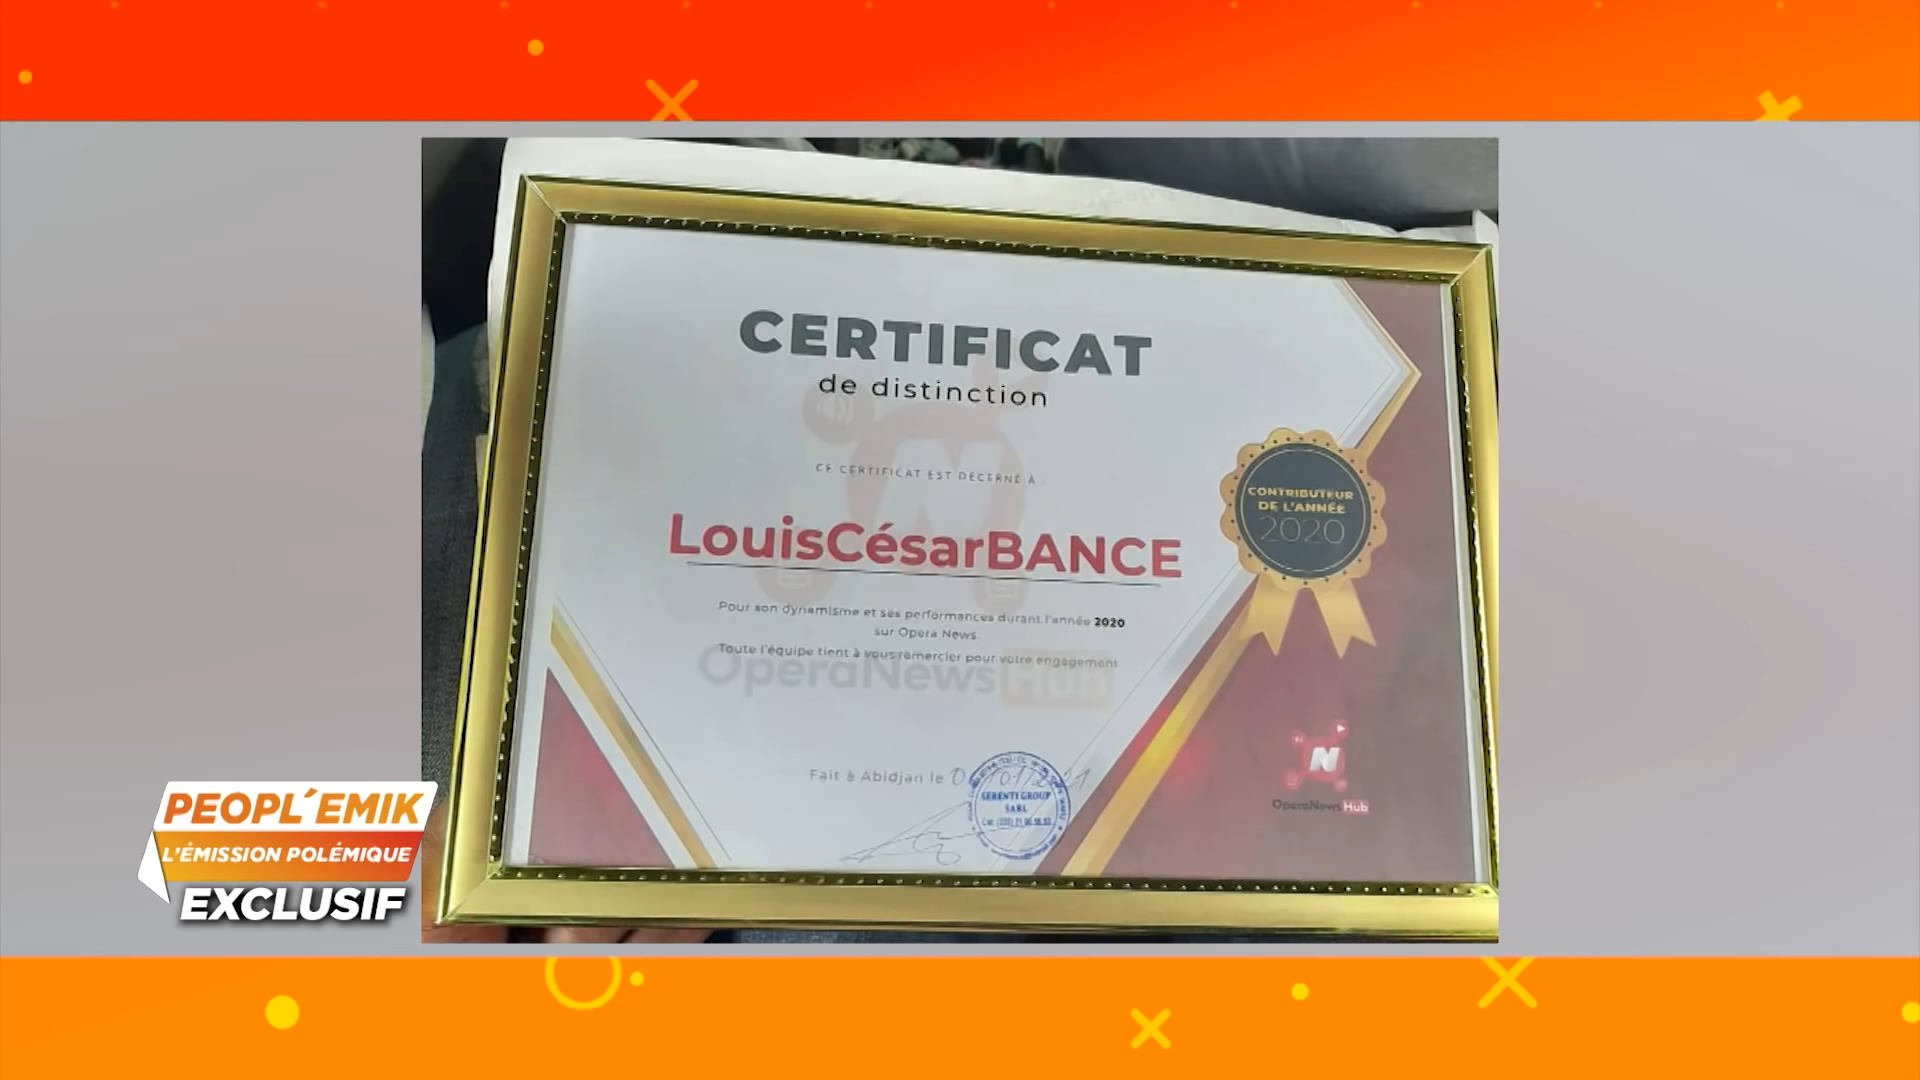 CERTIFICAT
de distinction
CE CERTIFICAT EST DÉCERNÉ À
LouisCésarBANCE
Pour son dynamisme et ses performances durant l'année 2020
sur Opera News.
Toute l'équipe tient à vous remercier pour votre engagement
OperaNews Hub
CONTRIBUTEUR
DE L'ANNÉE
2020
Fait à Abidjan le
SERENTI GROUP
SARL
N
OperaNews Hub
PEOPL'EMIK
L'ÉMISSION POLÉMIQUE
EXCLUSIF